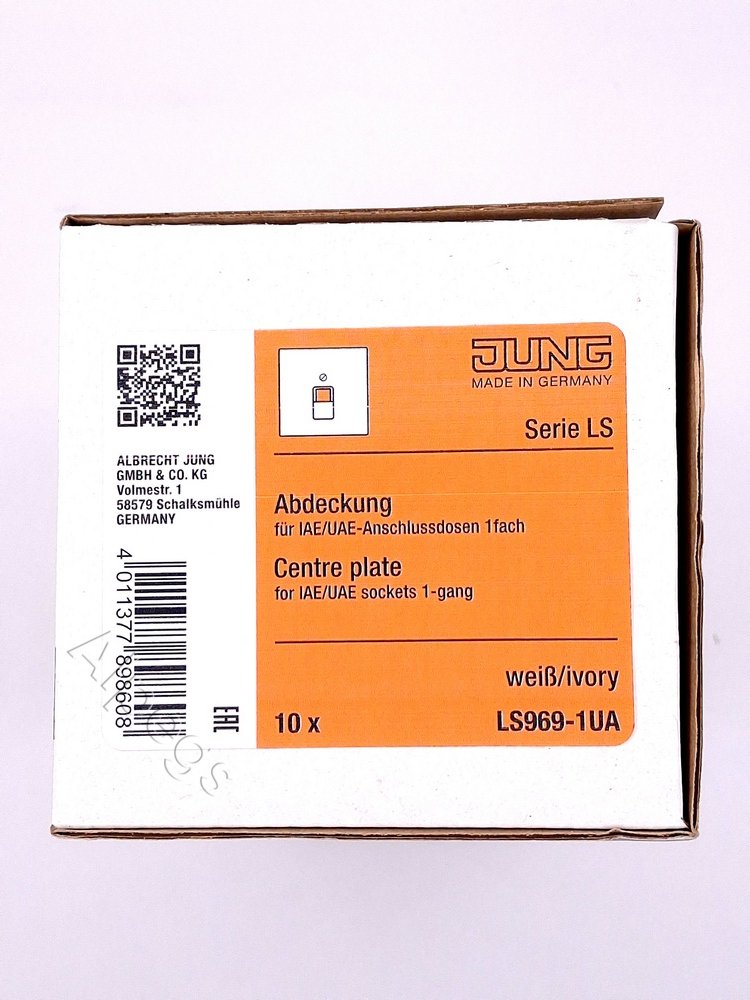 JUNG
MADE IN GERMANY
Serie LS
ALBRECHT JUNG
GMBH & CO. KG
Volmestr. 1
58579 Schalksmühle
GERMANY
Abdeckung
für IAE/UAE-Anschlussdosen 1fach
Centre plate
for IAE/UAE sockets 1-gang
4 011377 898608
EAC
weiß/ivory
10 x
LS969-1UA